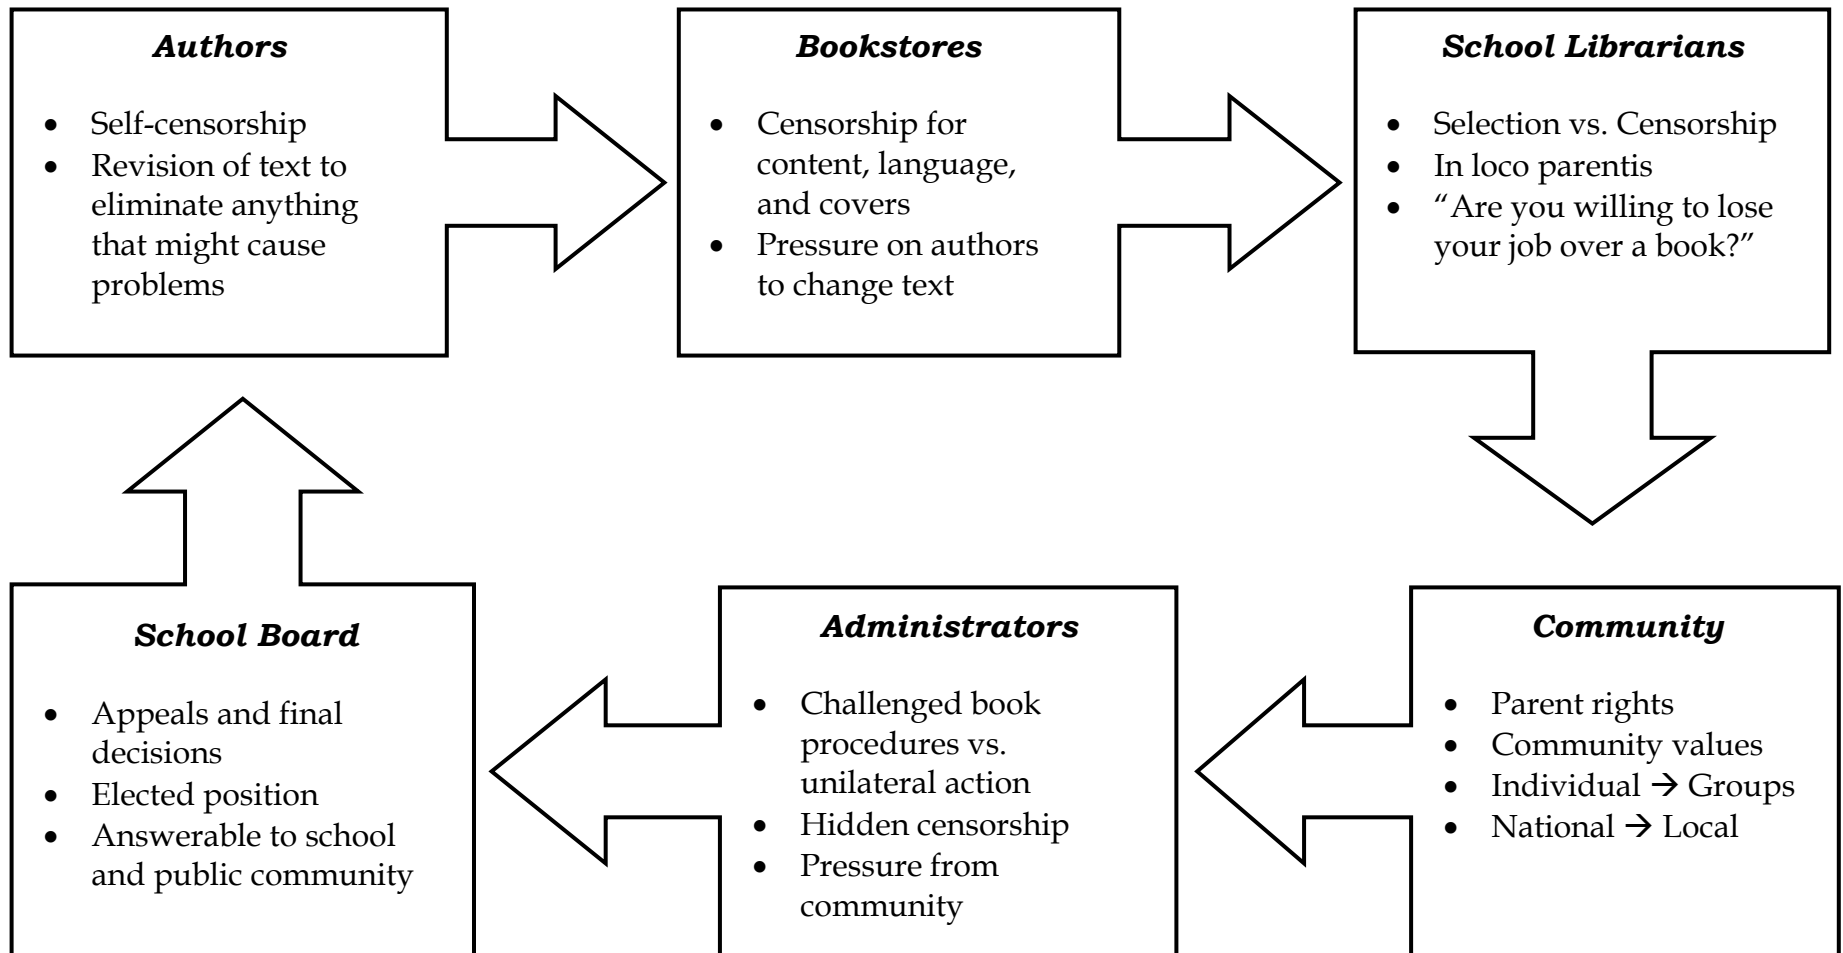 Authors
• Self-censorship
• Revision of text to
eliminate anything
that might cause
problems
Bookstores
• Censorship for
content, language,
and covers
• Pressure on authors
to change text
School Librarians
• Selection vs. Censorship
• In loco parentis
• “Are you willing to lose
your job over a book?”
School Board
• Appeals and final
decisions
• Elected position
• Answerable to school
and public community
Administrators
• Challenged book
procedures vs.
unilateral action
• Hidden censorship
• Pressure from
community
Community
• Parent rights
• Community values
• Individual → Groups
• National → Local